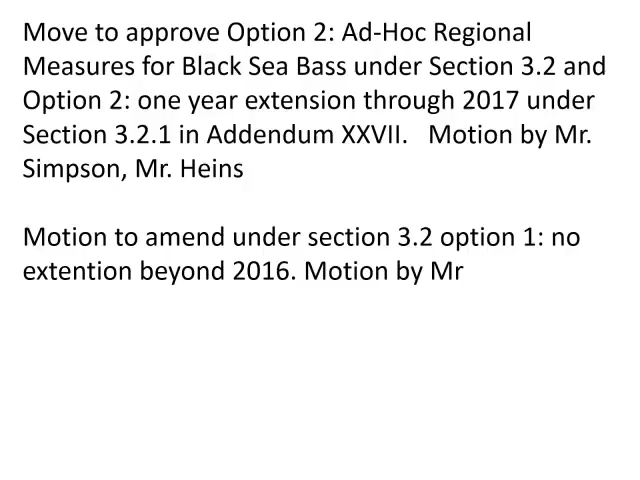 Move to approve Option 2: Ad-Hoc Regional
Measures for Black Sea Bass under Section 3.2 and
Option 2: one year extension through 2017 under
Section 3.2.1 in Addendum XXVII.   Motion by Mr.
Simpson, Mr. Heins
Motion to amend under section 3.2 option 1: no
extention beyond 2016. Motion by Mr